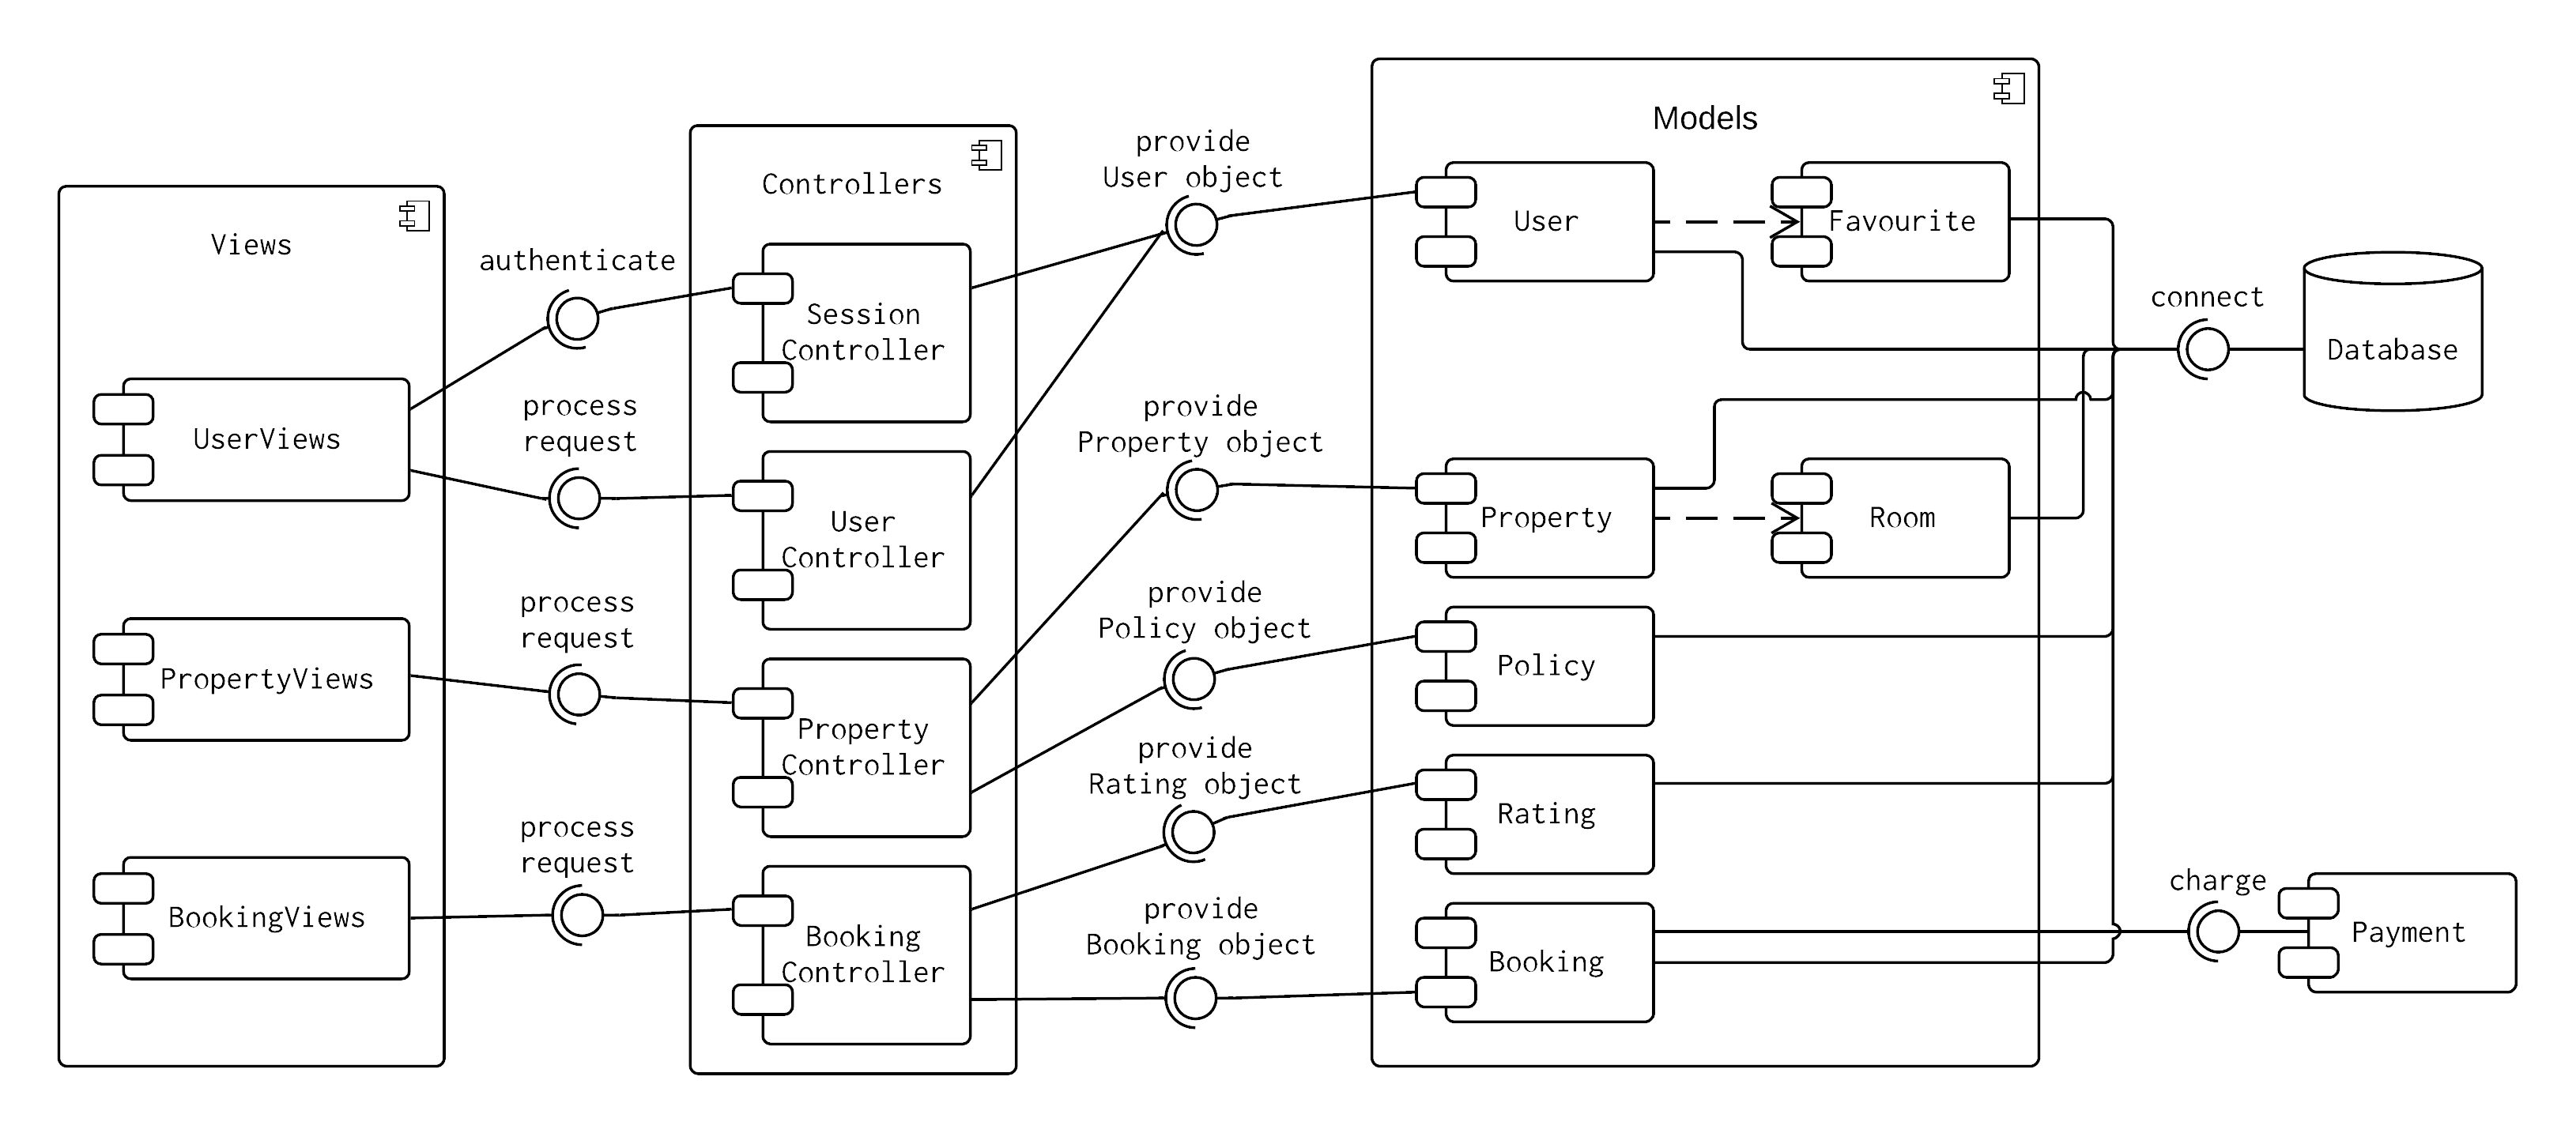 Views
UserViews
PropertyViews
BookingViews
authenticate
process
request
process
request
process
request
Controllers
Session
Controller
User
Controller
Property
Controller
Booking
Controller
provide
User object
provide
Property object
provide
Policy object
provide
Rating object
provide
Booking object
Models
User
Favourite
Property
Room
Policy
Rating
Booking
connect
Database
charge
Payment